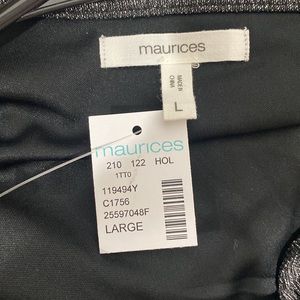 maurices
L
MADE IN
CHINA
maurices
210 122 HOL
1TT0
119494Y
C1756
25597048F
LARGE